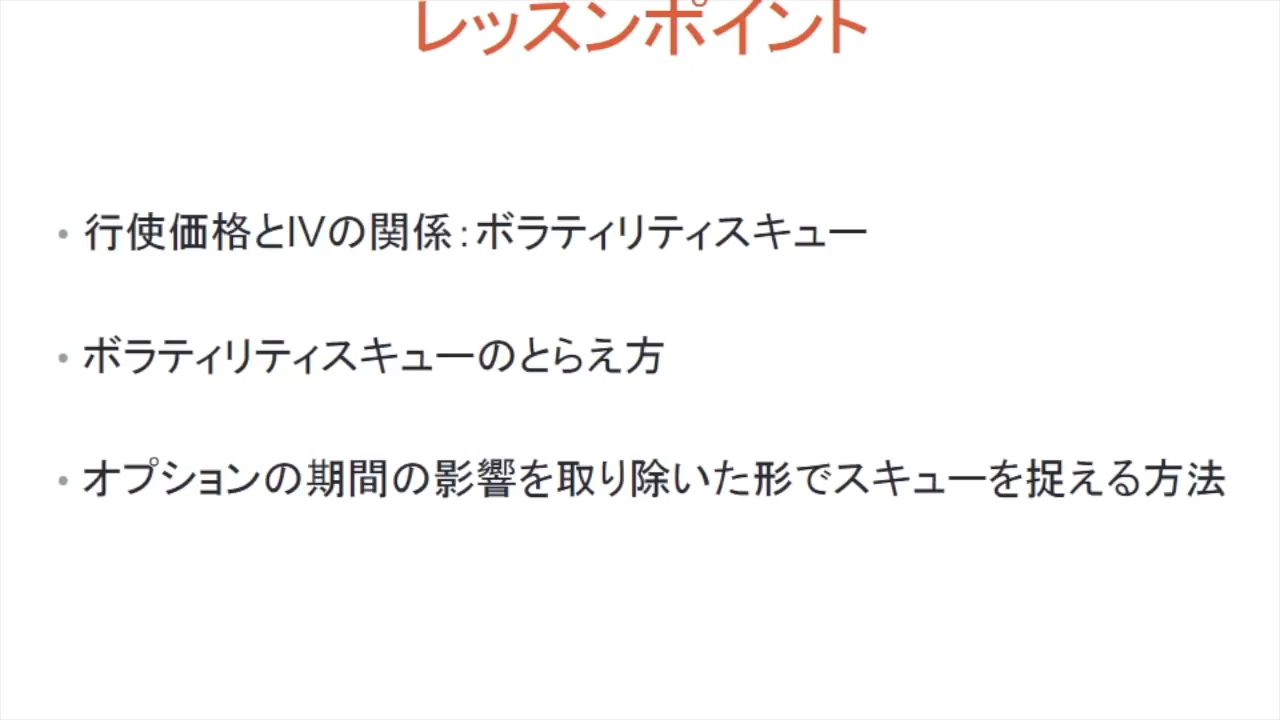 レッスンポイント
・行使価格とIVの関係：ボラティリティスキュー
・ボラティリティスキューのとらえ方
・オプションの期間の影響を取り除いた形でスキューを捉える方法